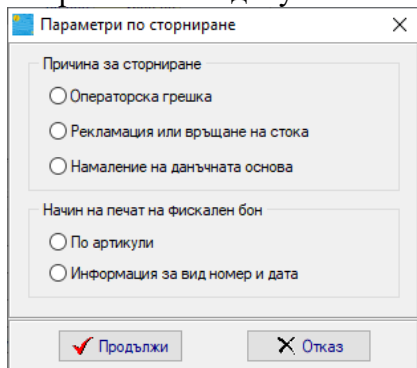 Параметри по сторниране
Причина за сторниране
Операторска грешка
Рекламация или връщане на стока
Намаление на данъчната основа
Начин на печат на фискален бон
По артикули
Информация за вид номер и дата
Продължи
Отказ